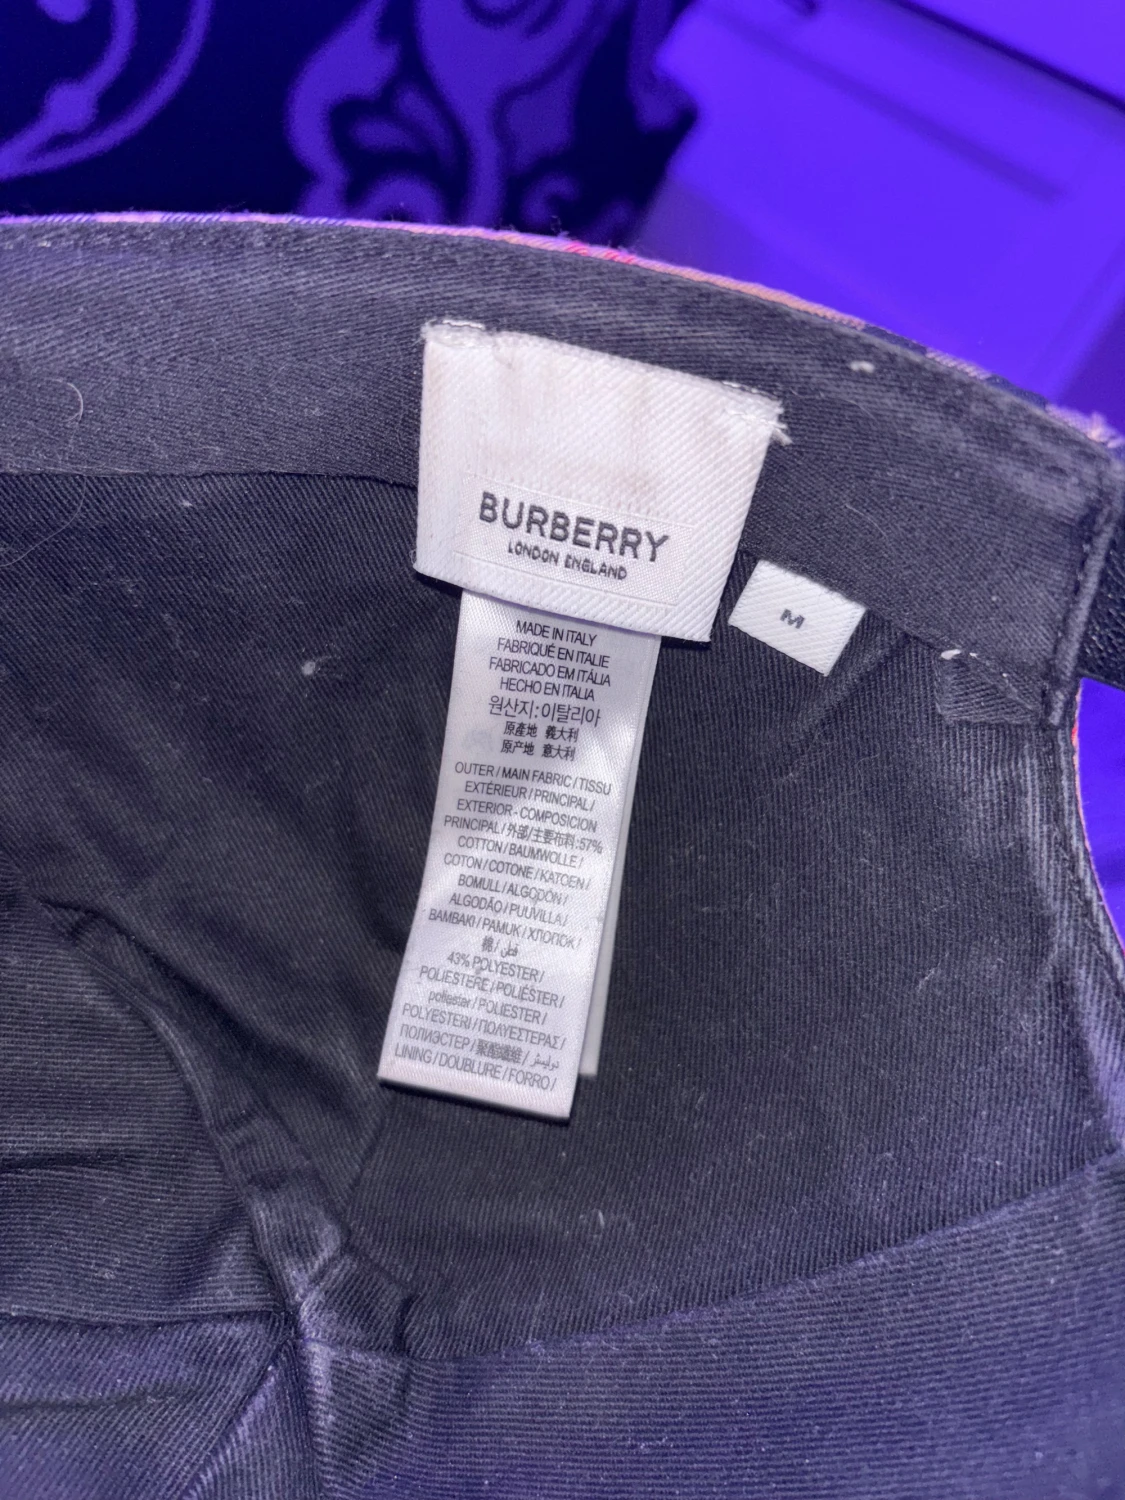 BURBERRY
LONDON ENGLAND
M
MADE IN ITALY
FABRIQUÉ EN ITALIE
FABRICADO EM ITÁLIA
HECHO EN ITALIA
원산지:이탈리아
原產地 義大利
原产地 意大利
OUTER / MAIN FABRIC / TISSU
EXTÉRIEUR / PRINCIPAL /
EXTERIOR - COMPOSICION
PRINCIPAL / 外部/主要布料:57%
COTTON / BAUMWOLLE /
COTON / COTONE / KATOEN /
BOMULL / ALGODÓN /
ALGODÃO / PUUVILLA /
BAMBAKI / PAMUK / ХЛОПОК /
棉 / قطن
43% POLYESTER /
POLIESTERE / POLIÉSTER /
poliester / POLIESTER /
POLYESTERI / ΠΟΛΥΕΣΤΕΡΑΣ /
ПОЛИЭСТЕР / 聚酯纖維 / بوليستر /
LINING / DOUBLURE / FORRO /